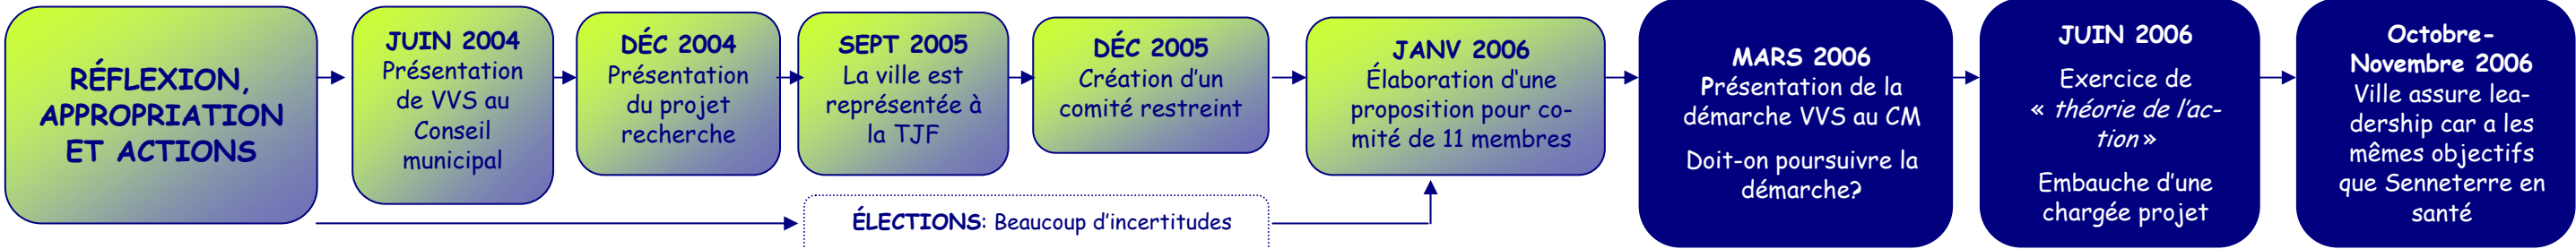 RÉFLEXION,
APPROPRIATION
ET ACTIONS
JUIN 2004
Présentation
de VVS au
Conseil
municipal
DÉC 2004
Présentation
du projet
recherche
SEPT 2005
La ville est
représentée à
la TJF
DÉC 2005
Création d'un
comité restreint
JANV 2006
Élaboration d'une
proposition pour co-
mité de 11 membres
ÉLECTIONS: Beaucoup d'incertitudes
MARS 2006
Présentation de la
démarche VVS au CM
Doit-on poursuivre la
démarche?
JUIN 2006
Exercice de
« théorie de l'ac-
tion »
Embauche d'une
chargée projet
Octobre-
Novembre 2006
Ville assure lea-
dership car a les
mêmes objectifs
que Senneterre en
santé